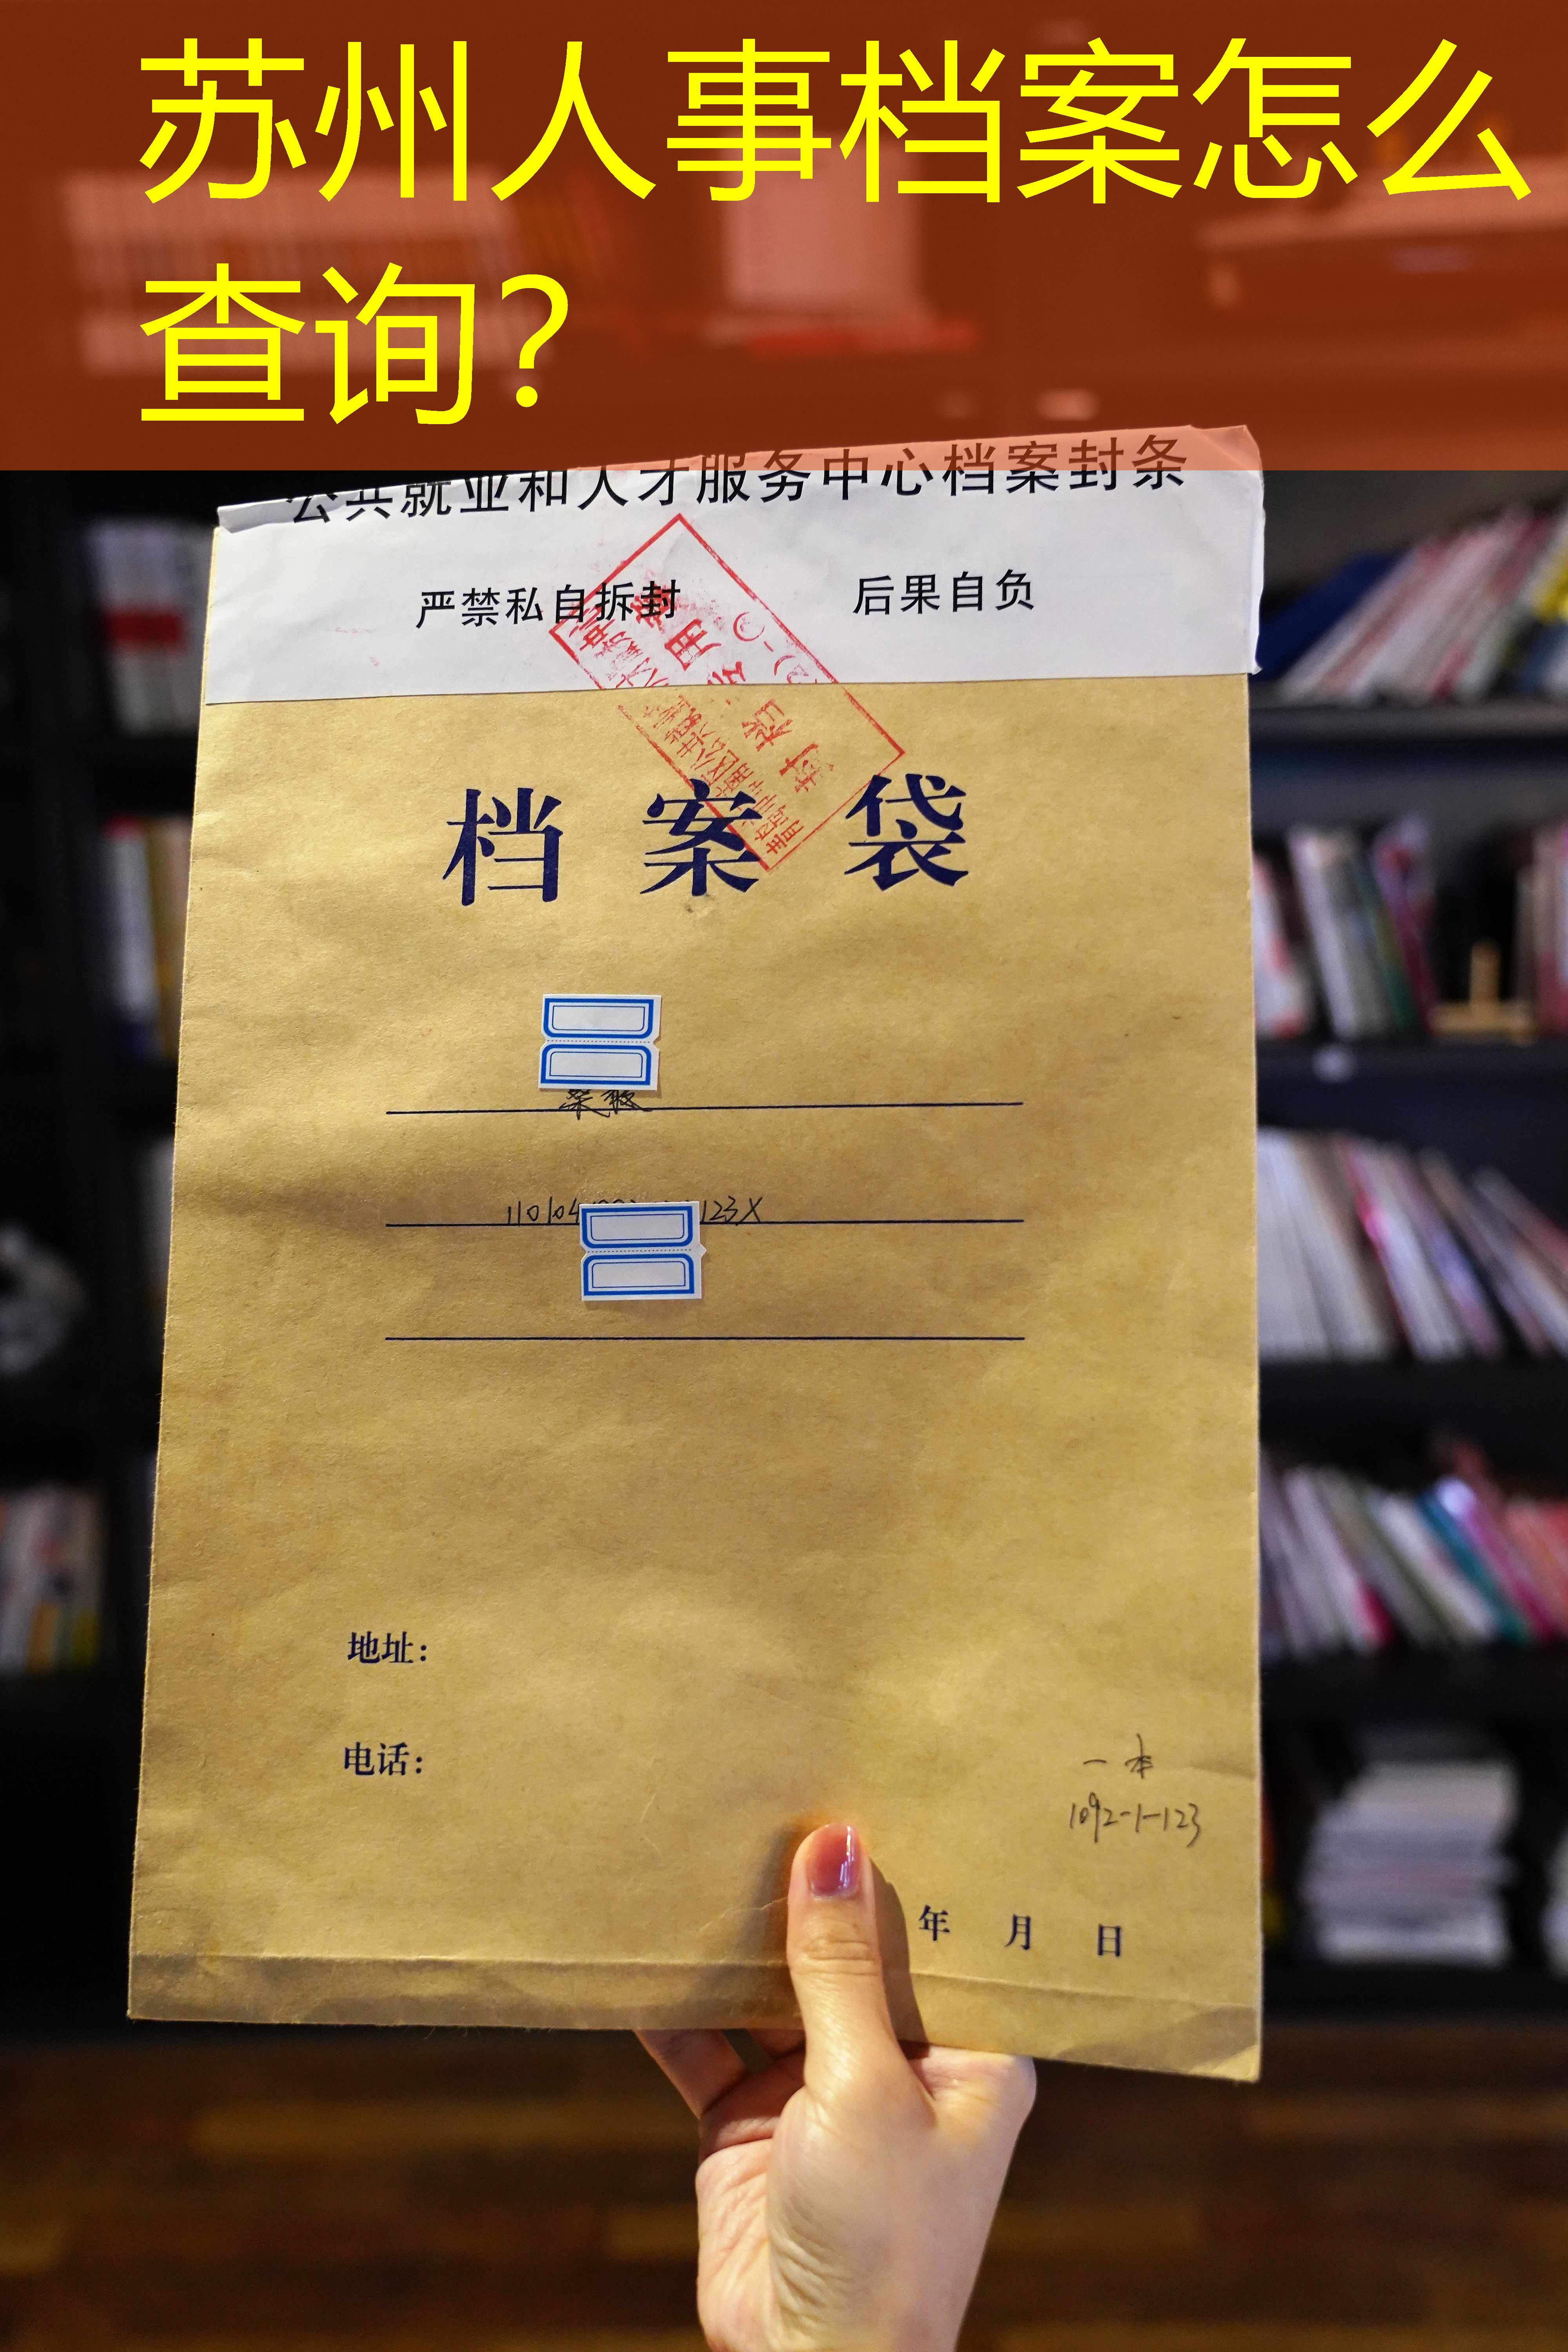 苏州人事档案怎么
查询?
公共就业和人才服务中心档案封条
严禁私自拆封 后果自负
档案袋
110104 123X
地址:
电话:
一本
1092-1-123
年 月 日